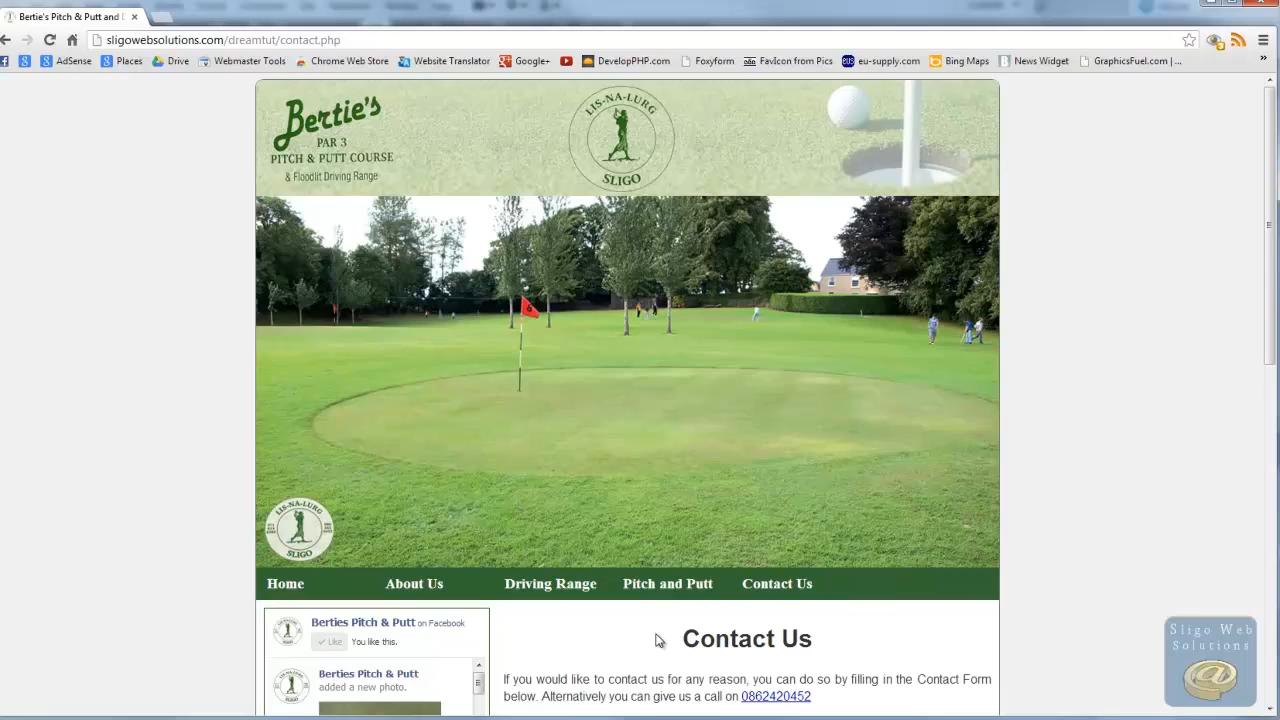 Bertie's Pitch & Putt and D
sligowebsolutions.com/dreamtut/contact.php
AdSense Places Drive Webmaster Tools Chrome Web Store Website Translator Google+ DevelopPHP.com Foxyform FavIcon from Pics eu-supply.com Bing Maps News Widget GraphicsFuel.com |... »
Bertie's
PAR 3
PITCH & PUTT COURSE
& Floodlit Driving Range
LIS-NA-LURG
SLIGO
6
LIS-NA-LURG
SLIGO
Home About Us Driving Range Pitch and Putt Contact Us
Berties Pitch & Putt on Facebook
Like You like this.
Berties Pitch & Putt
added a new photo.
Contact Us
If you would like to contact us for any reason, you can do so by filling in the Contact Form
below. Alternatively you can give us a call on 0862420452
Sligo Web
Solutions
@